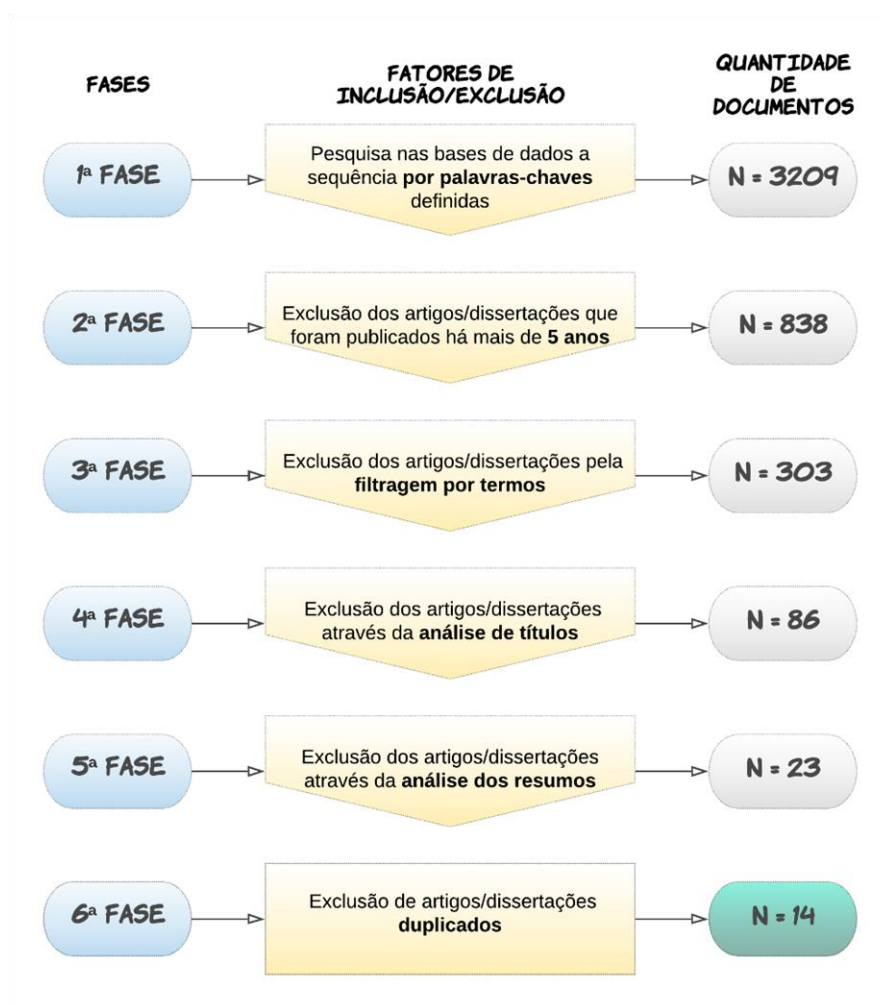 FASES
FATORES DE
INCLUSÃO/EXCLUSÃO
QUANTIDADE
DE
DOCUMENTOS
1ª FASE
Pesquisa nas bases de dados a
sequência por palavras-chaves
definidas
N = 3209
2ª FASE
Exclusão dos artigos/dissertações que
foram publicados há mais de 5 anos
N = 838
3ª FASE
Exclusão dos artigos/dissertações pela
filtragem por termos
N = 303
4ª FASE
Exclusão dos artigos/dissertações
através da análise de títulos
N = 86
5ª FASE
Exclusão dos artigos/dissertações
através da análise dos resumos
N = 23
6ª FASE
Exclusão de artigos/dissertações
duplicados
N = 14